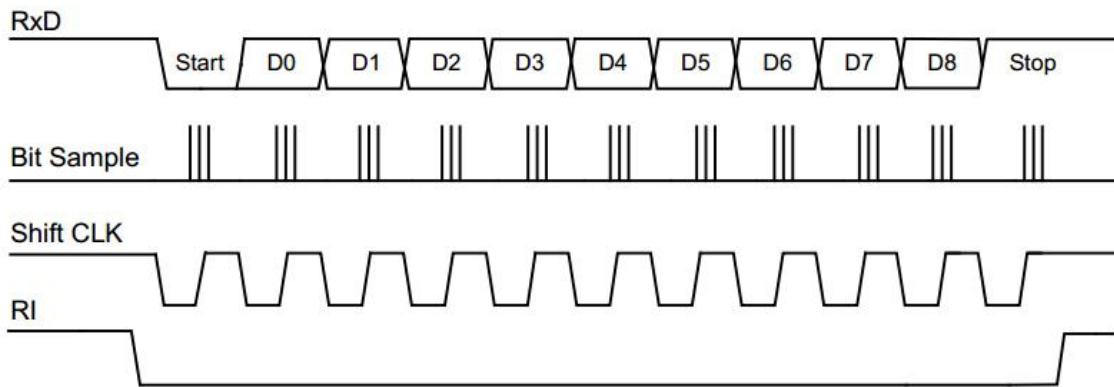 RxD
Start D0 D1 D2 D3 D4 D5 D6 D7 D8 Stop
Bit Sample
Shift CLK
RI